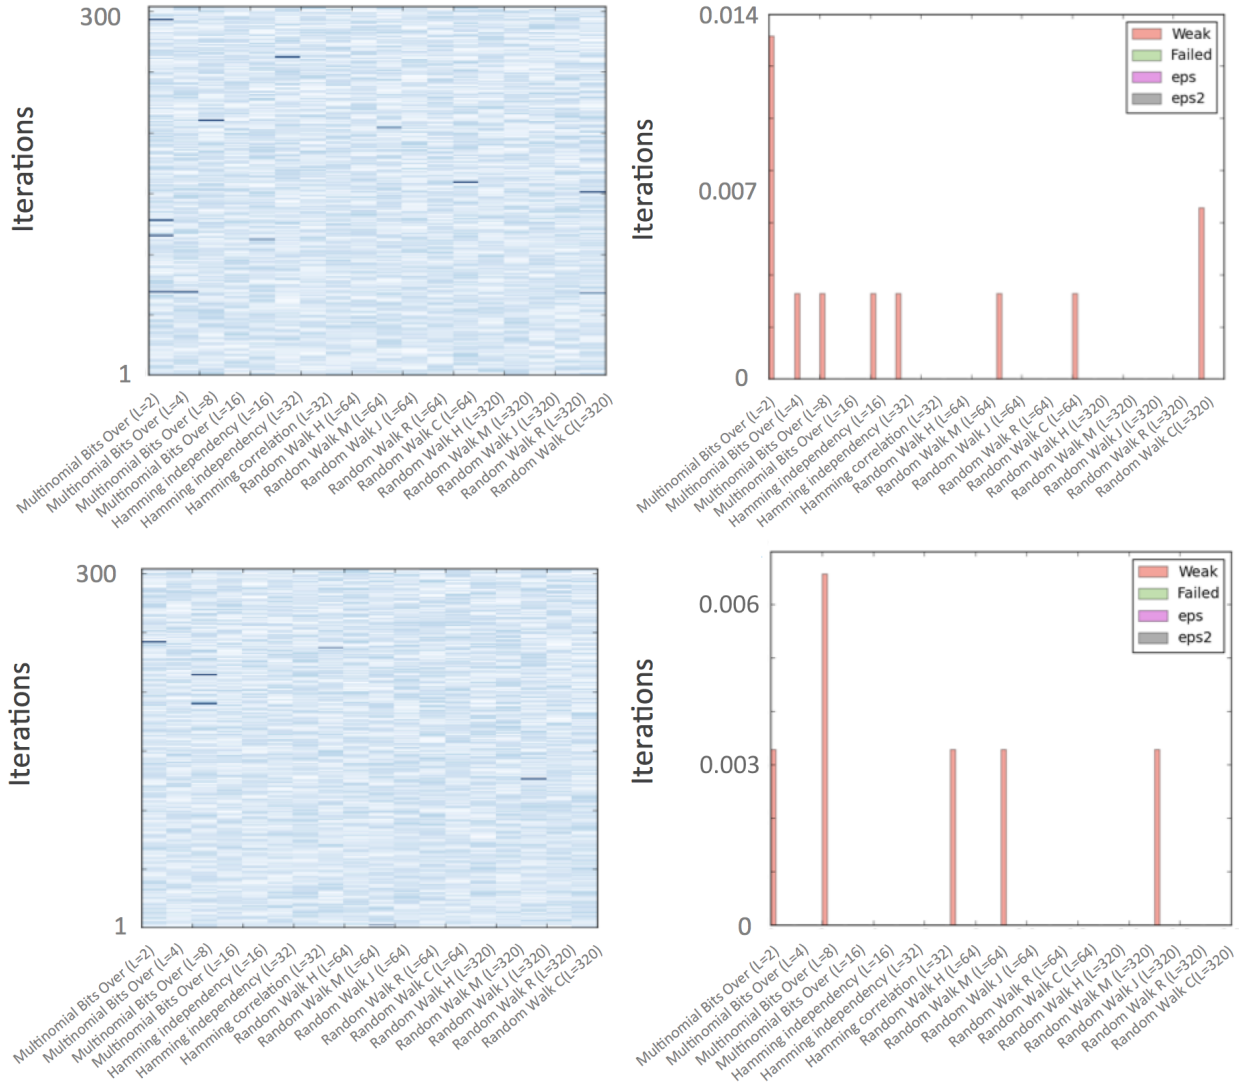 300
Iterations
1
Multinomial Bits Over (L=2)
Multinomial Bits Over (L=4)
Multinomial Bits Over (L=8)
Multinomial Bits Over (L=16)
Hamming independency (L=16)
Hamming independency (L=32)
Hamming correlation (L=32)
Random Walk H (L=64)
Random Walk M (L=64)
Random Walk J (L=64)
Random Walk R (L=64)
Random Walk C (L=64)
Random Walk H (L=320)
Random Walk M (L=320)
Random Walk J (L=320)
Random Walk R (L=320)
Random Walk C(L=320)
0.014
0.007
0
Iterations
Weak
Failed
eps
eps2
Multinomial Bits Over (L=2)
Multinomial Bits Over (L=4)
Multinomial Bits Over (L=8)
Multinomial Bits Over (L=16)
Hamming independency (L=16)
Hamming independency (L=32)
Hamming correlation (L=32)
Random Walk H (L=64)
Random Walk M (L=64)
Random Walk J (L=64)
Random Walk R (L=64)
Random Walk C (L=64)
Random Walk H (L=320)
Random Walk M (L=320)
Random Walk J (L=320)
Random Walk R (L=320)
Random Walk C(L=320)
300
Iterations
1
Multinomial Bits Over (L=2)
Multinomial Bits Over (L=4)
Multinomial Bits Over (L=8)
Multinomial Bits Over (L=16)
Hamming independency (L=16)
Hamming independency (L=32)
Hamming correlation (L=32)
Random Walk H (L=64)
Random Walk M (L=64)
Random Walk J (L=64)
Random Walk R (L=64)
Random Walk C (L=64)
Random Walk H (L=320)
Random Walk M (L=320)
Random Walk J (L=320)
Random Walk R (L=320)
Random Walk C(L=320)
0.006
0.003
0
Iterations
Weak
Failed
eps
eps2
Multinomial Bits Over (L=2)
Multinomial Bits Over (L=4)
Multinomial Bits Over (L=8)
Multinomial Bits Over (L=16)
Hamming independency (L=16)
Hamming independency (L=32)
Hamming correlation (L=32)
Random Walk H (L=64)
Random Walk M (L=64)
Random Walk J (L=64)
Random Walk R (L=64)
Random Walk C (L=64)
Random Walk H (L=320)
Random Walk M (L=320)
Random Walk J (L=320)
Random Walk R (L=320)
Random Walk C(L=320)